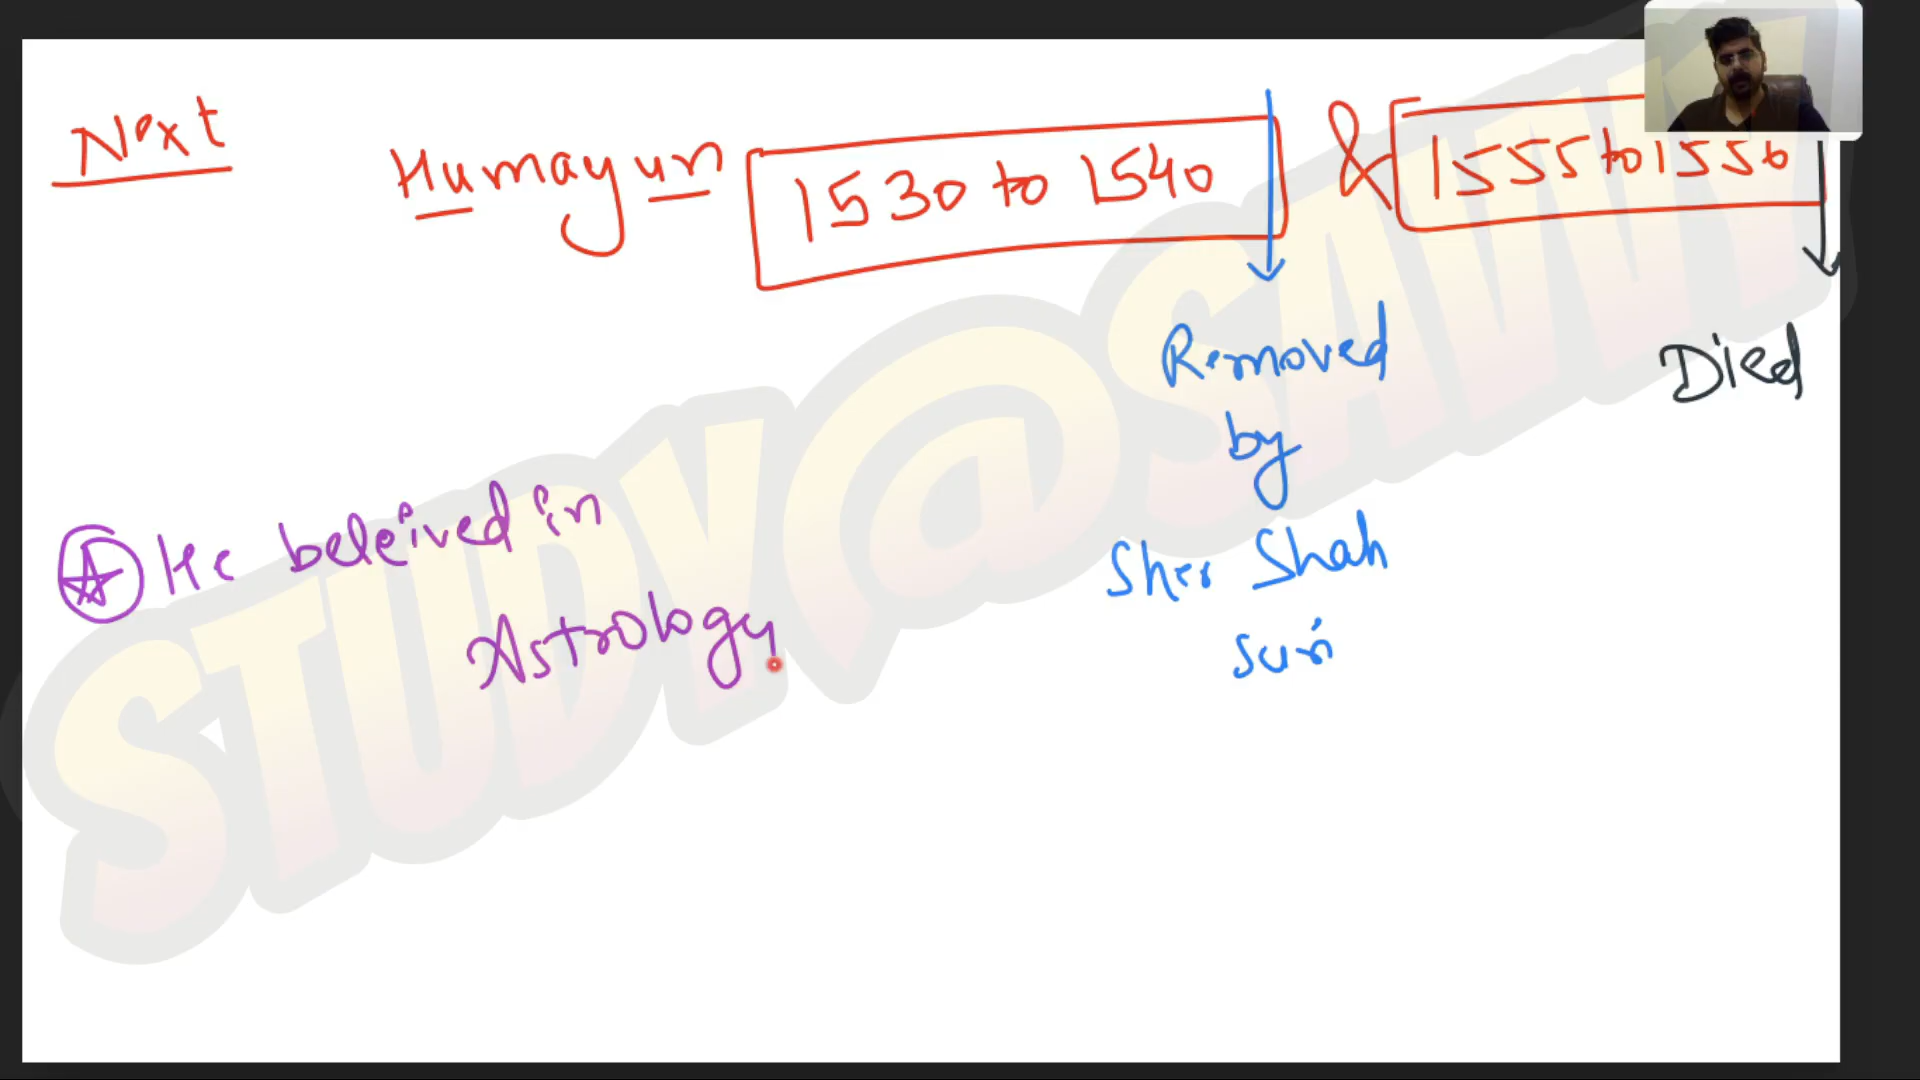 Next
Humayun 1530 to 1540 & 1555 to 1556
Removed
by
Sher Shah
Suri
Died
He beleived in
Astrology
STUDY@SAVVY